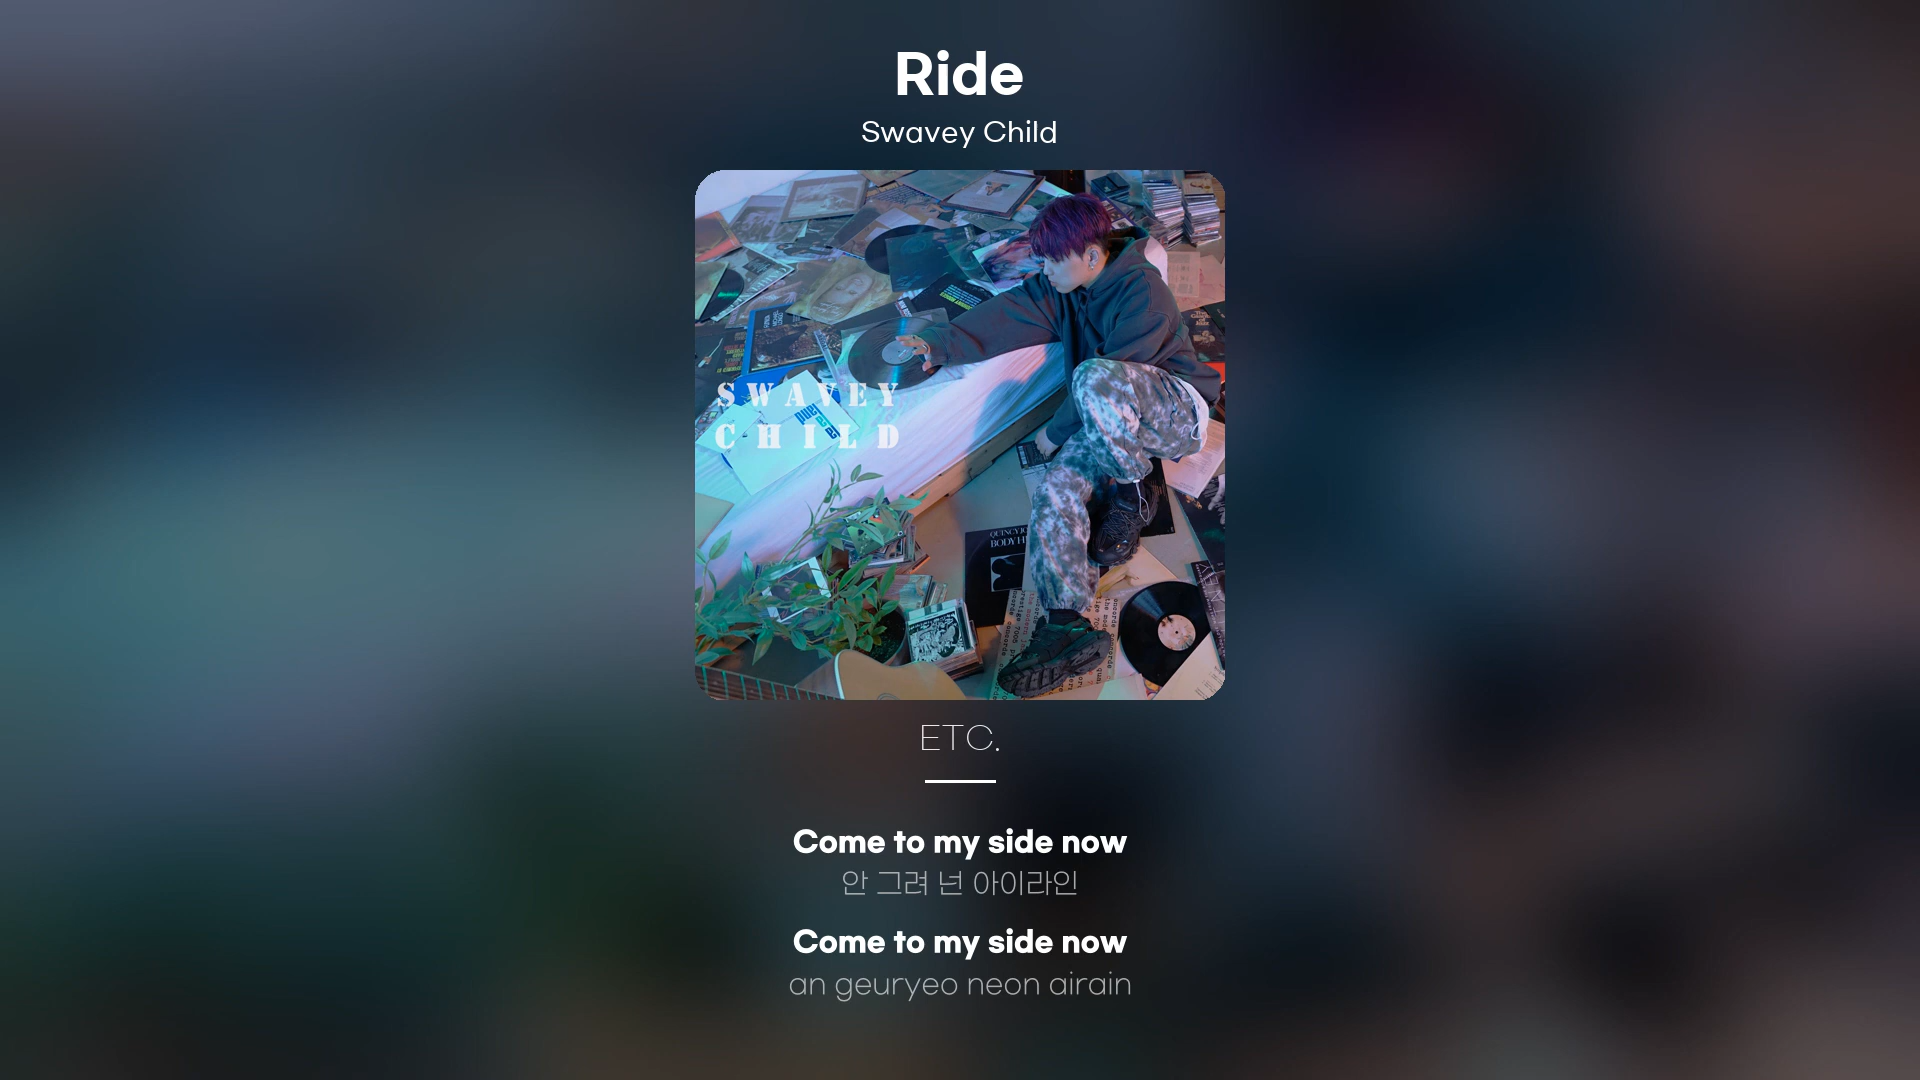 Ride
Swavey Child
SWAVEY
CHILD
ETC.
Come to my side now
안 그려 넌 아이라인
Come to my side now
an geuryeo neon airain